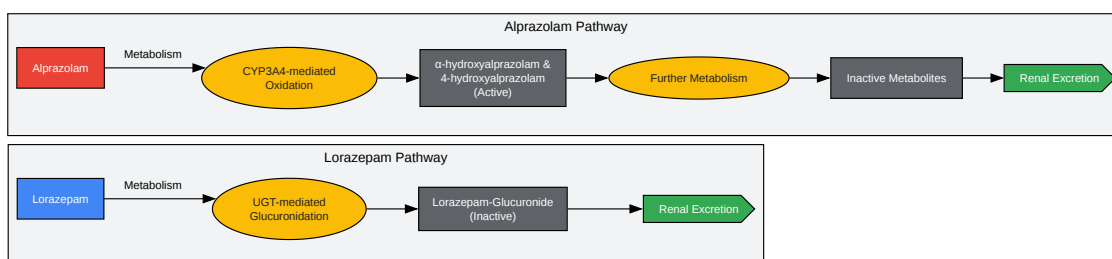 Alprazolam Pathway
Alprazolam
Metabolism
CYP3A4-mediated
Oxidation
α-hydroxyalprazolam &
4-hydroxyalprazolam
(Active)
Further Metabolism
Inactive Metabolites
Renal Excretion
Lorazepam Pathway
Lorazepam
Metabolism
UGT-mediated
Glucuronidation
Lorazepam-Glucuronide
(Inactive)
Renal Excretion